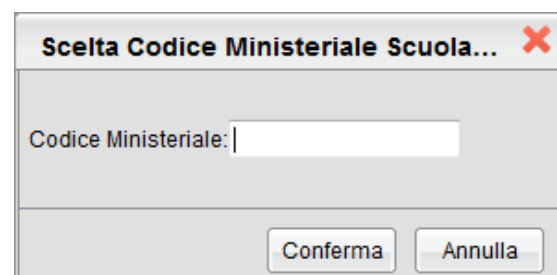 Scelta Codice Ministeriale Scuola...
Codice Ministeriale:
Conferma Annulla